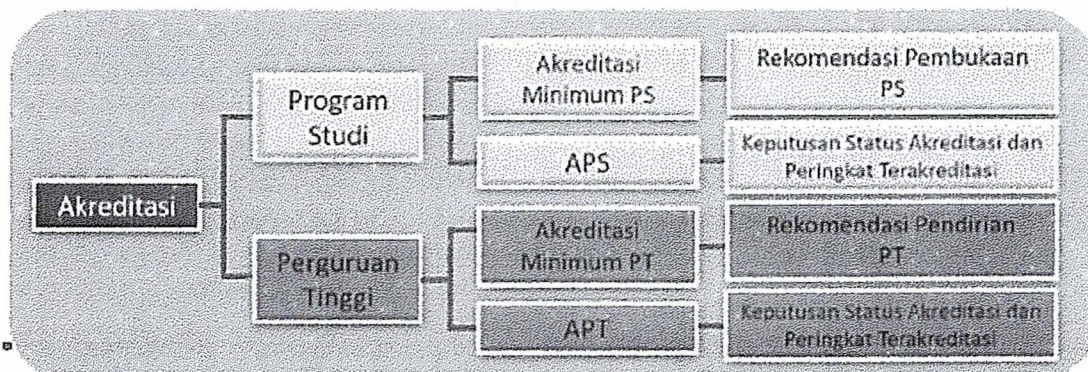 Akreditasi
Program
Studi
Akreditasi
Minimum PS
Rekomendasi Pembukaan
PS
APS
Keputusan Status Akreditasi dan
Peringkat Terakreditasi
Perguruan
Tinggi
Akreditasi
Minimum PT
Rekomendasi Pendirian
PT
APT
Keputusan Status Akreditasi dan
Peringkat Terakreditasi